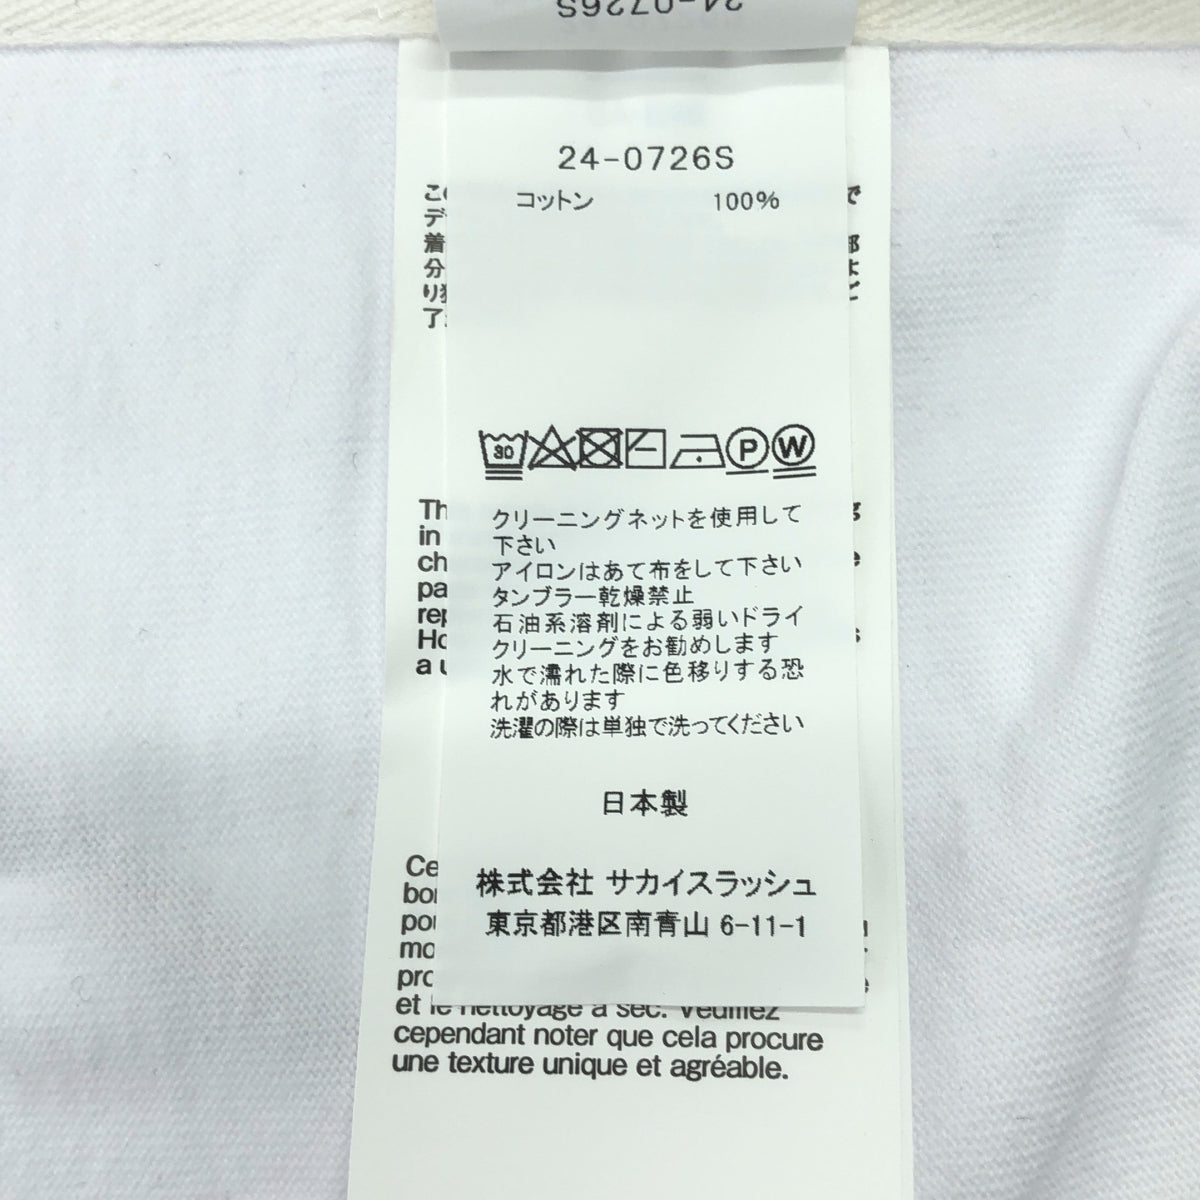 24-0726S
24-0726S
コットン 100%
30
P W
クリーニングネットを使用して
下さい
アイロンはあて布をして下さい
タンブラー乾燥禁止
石油系溶剤による弱いドライ
クリーニングをお勧めします
水で濡れた際に色移りする恐
れがあります
洗濯の際は単独で洗ってください
日本製
株式会社 サカイスラッシュ
東京都港区南青山 6-11-1
in
et le nettoyage à sec. Veuillez
cependant noter que cela procure
une texture unique et agréable.